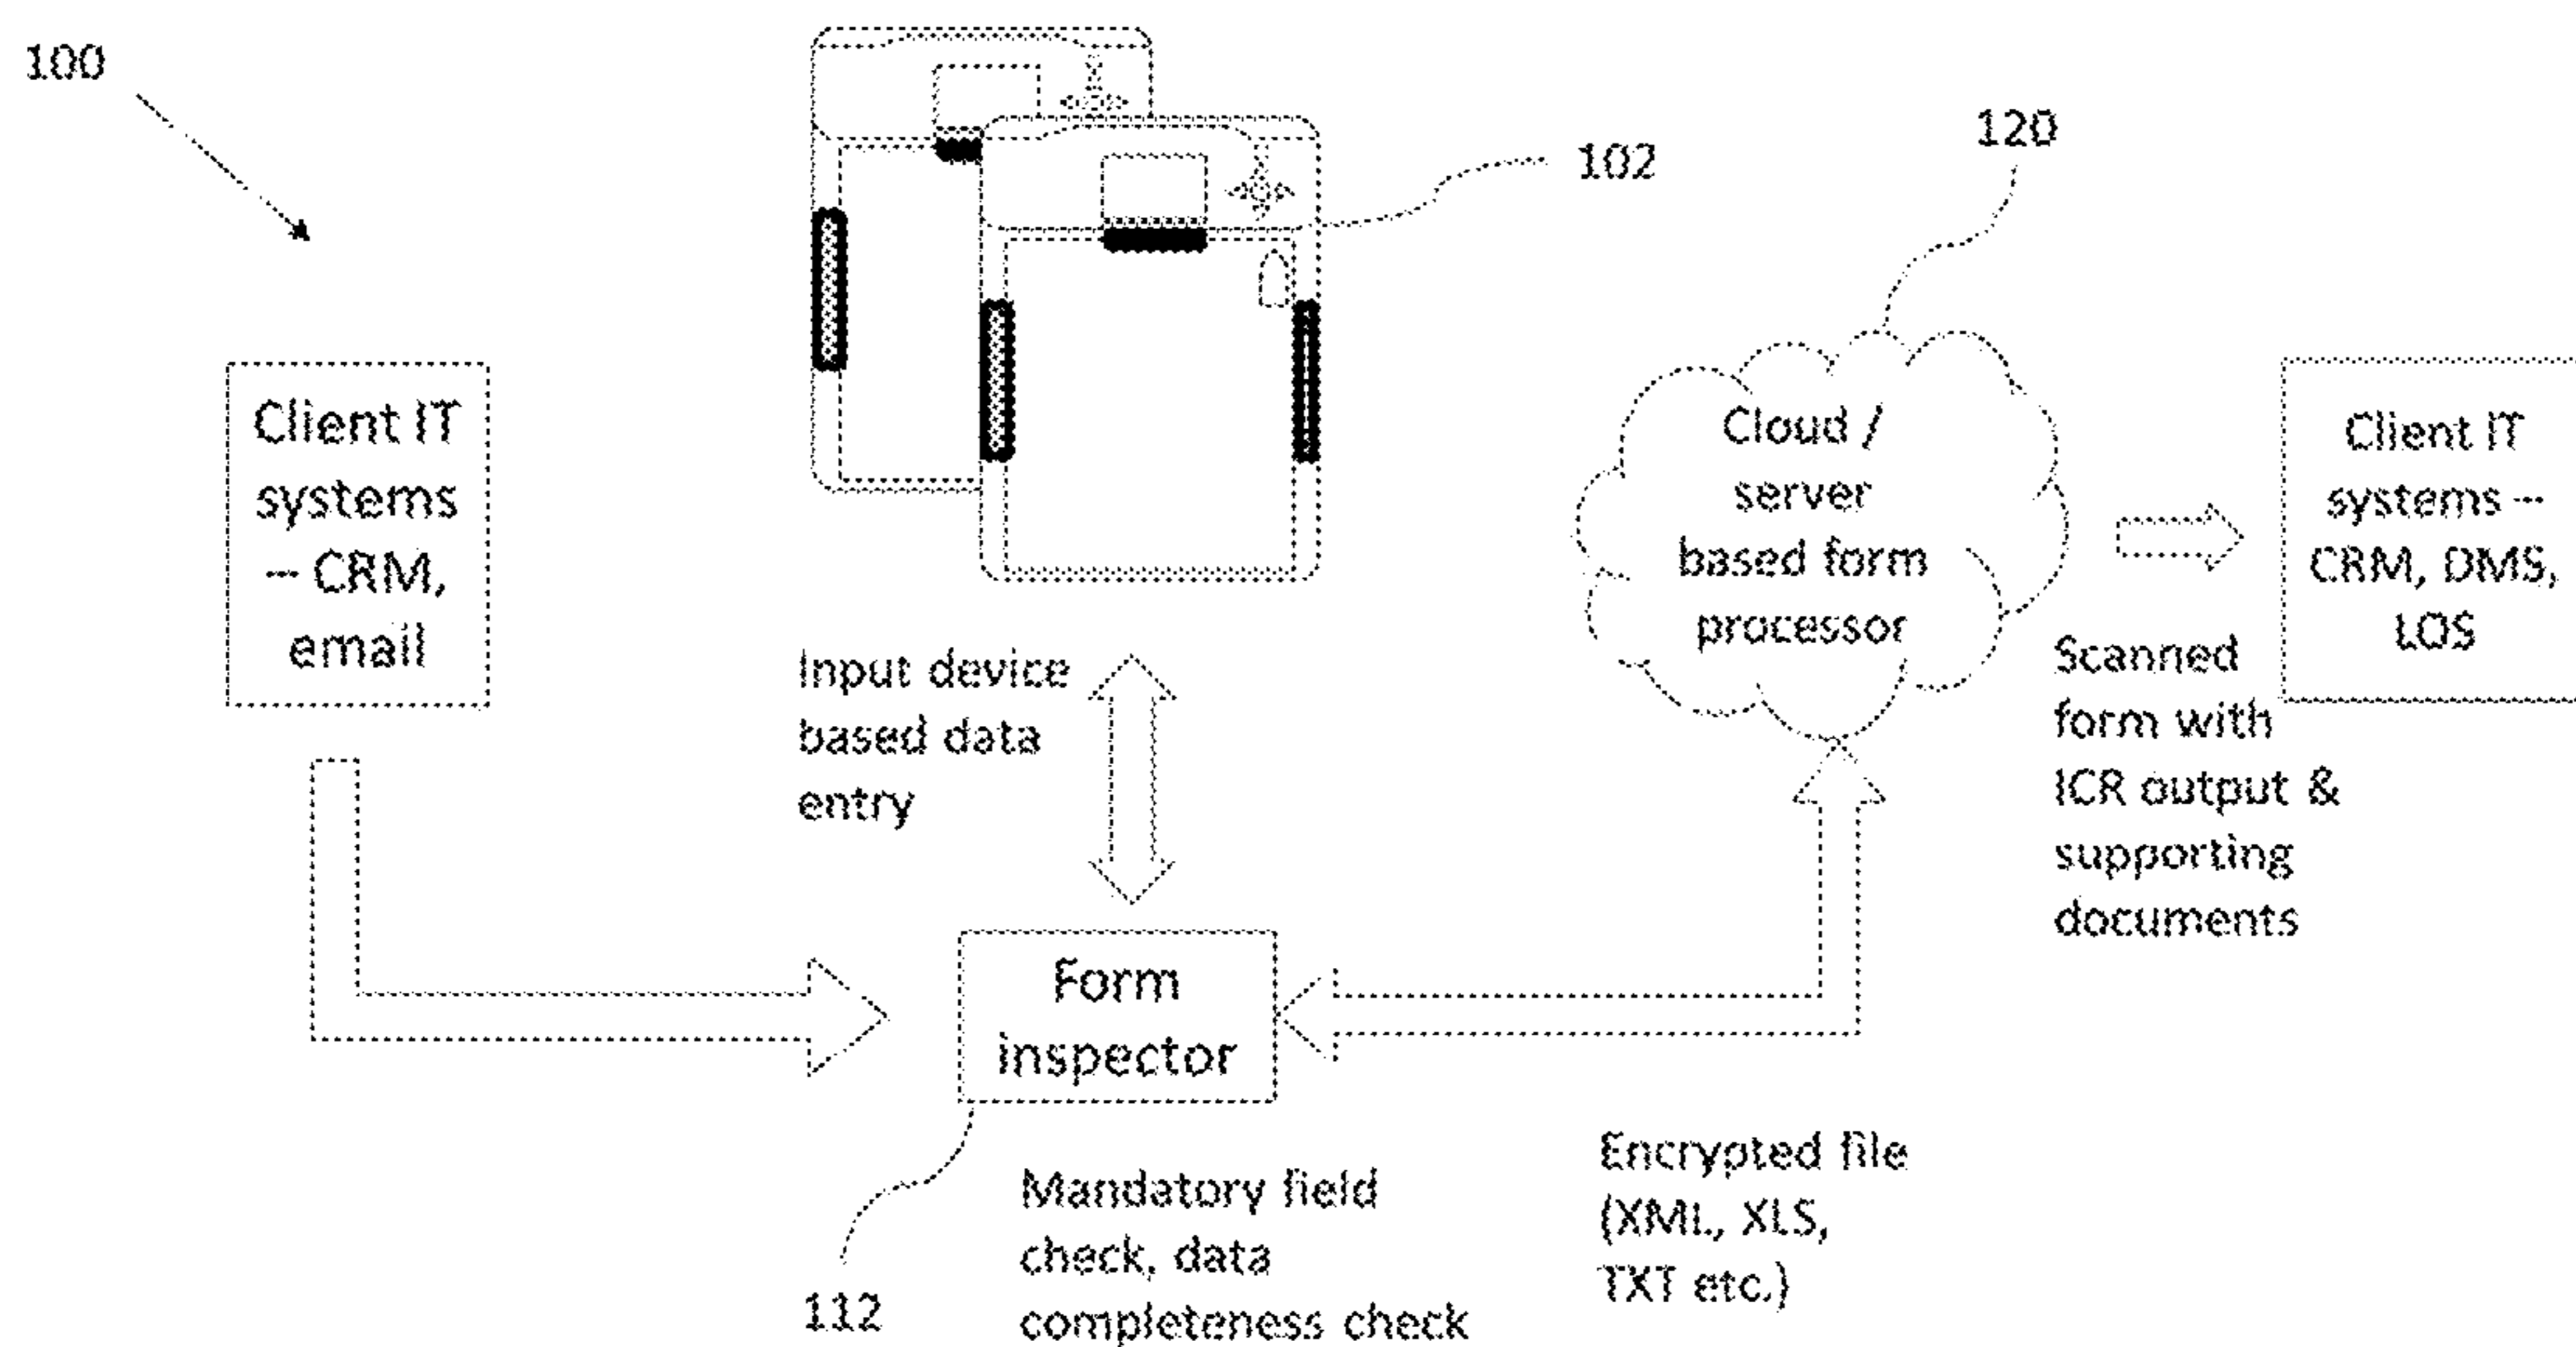 100
102
120
Client IT
systems
-- CRM,
email
Input device
based data
entry
Cloud /
server
based form
processor
Client IT
systems --
CRM, DMS,
LOS
Scanned
form with
ICR output &
supporting
documents
Form
inspector
112
Mandatory field
check, data
completeness check
Encrypted file
(XML, XLS,
TXT etc.)